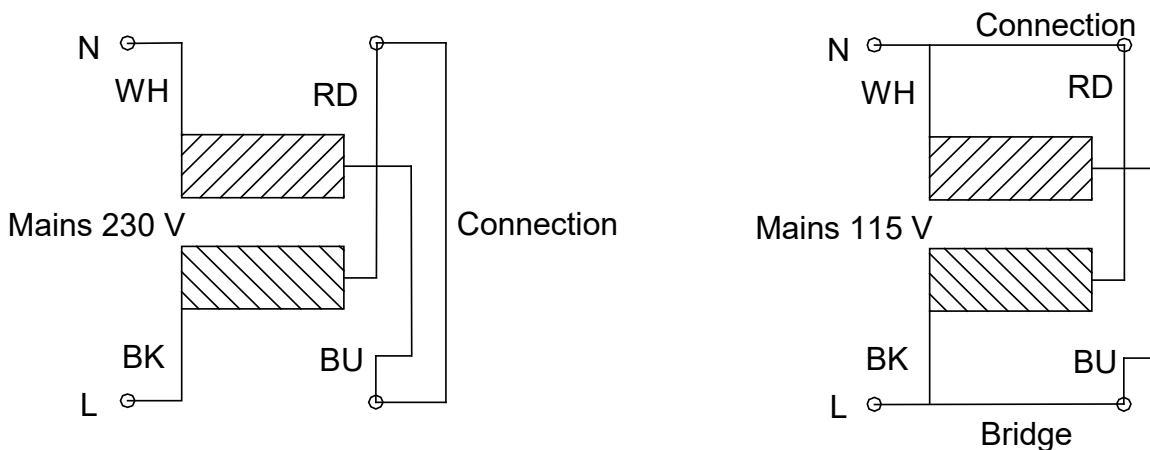 N
WH
RD
Mains 230 V
Connection
BK
BU
L
Connection
N
WH
RD
Mains 115 V
BK
BU
L
Bridge